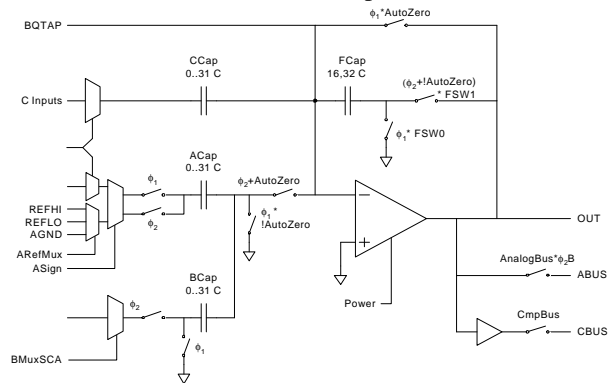 ϕ1*AutoZero
BQTAP
CCap
0..31 C
FCap
16,32 C
C Inputs
(ϕ2+!AutoZero)
* FSW1
ϕ1* FSW0
ACap
0..31 C
ϕ1
ϕ2+AutoZero
REFHI
REFLO
AGND
ϕ2
ϕ1*
!AutoZero
OUT
ARefMux
ASign
AnalogBus*ϕ2B
ABUS
BCap
0..31 C
Power
ϕ2
CmpBus
CBUS
ϕ1
BMuxSCA